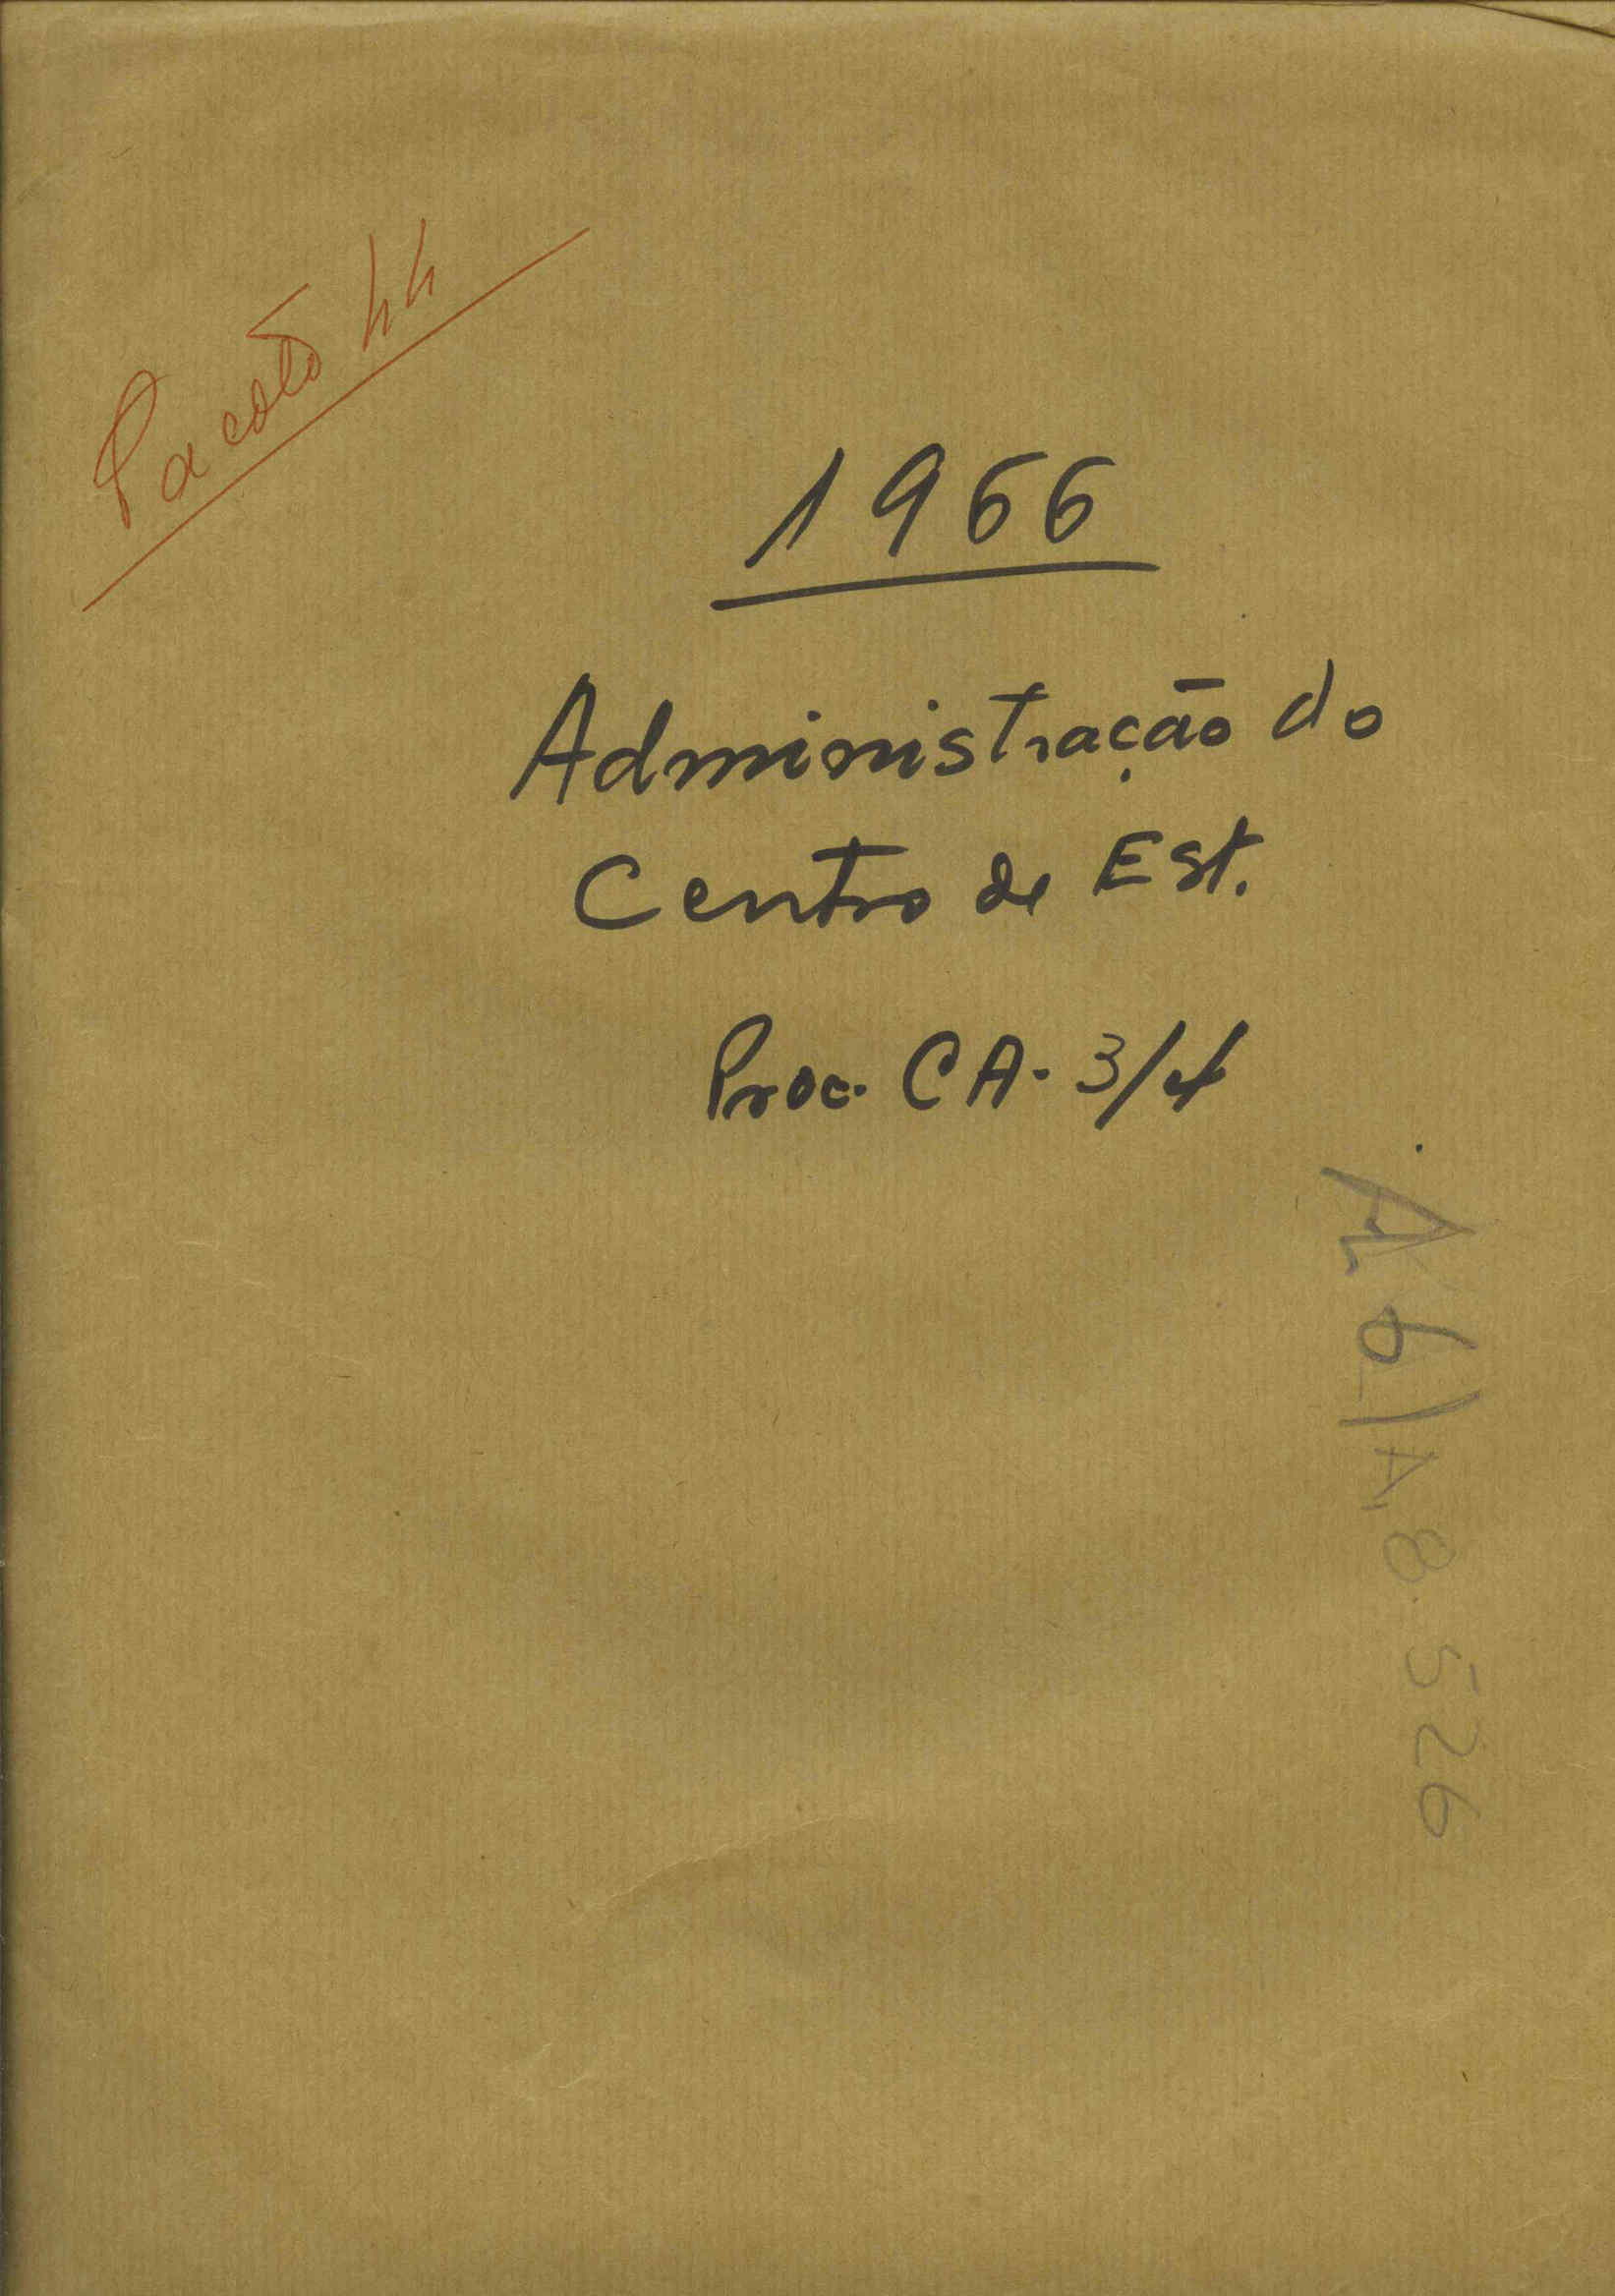 Pacote 44
1966
Administração do
Centro de Est.
Proc. CA-3/4
A6/A8 526